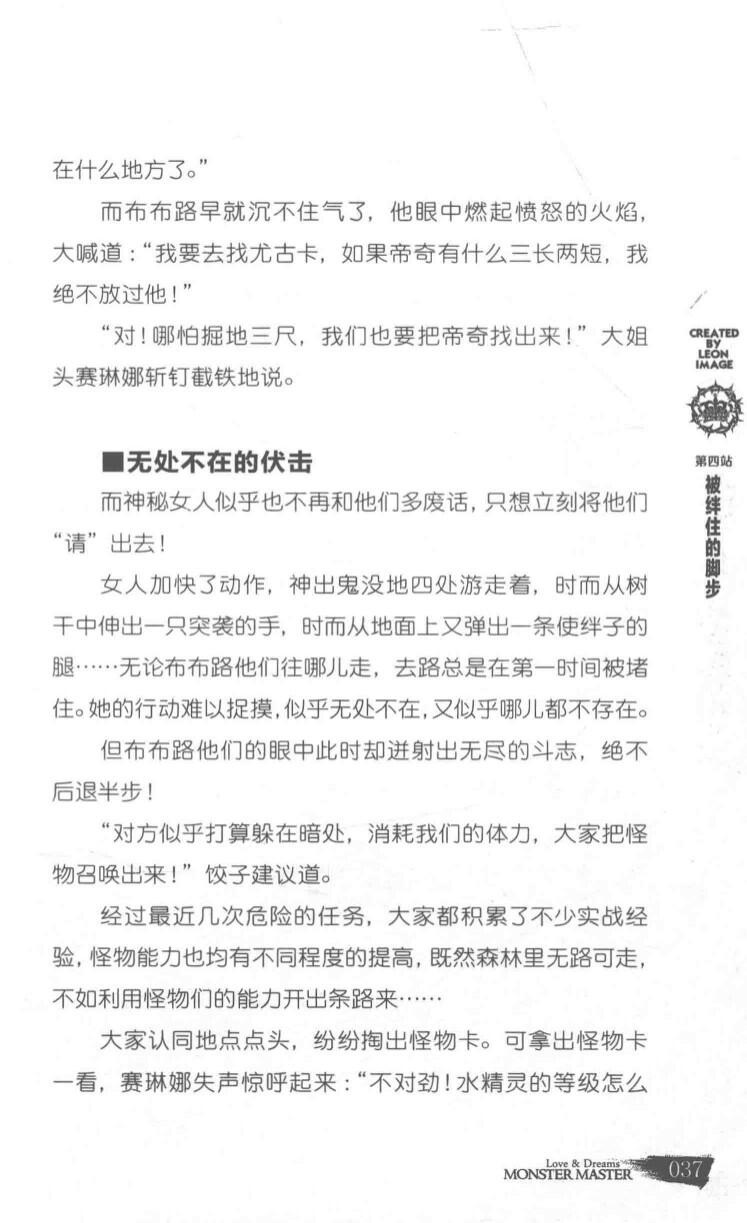 在什么地方了。”
而布布路早就沉不住气了，他眼中燃起愤怒的火焰，
大喊道：“我要去找尤古卡，如果帝奇有什么三长两短，我
绝不放过他！”
“对！哪怕掘地三尺，我们也要把帝奇找出来！”大姐
头赛琳娜斩钉截铁地说。
■无处不在的伏击
而神秘女人似乎也不再和他们多废话，只想立刻将他们
“请”出去！
女人加快了动作，神出鬼没地四处游走着，时而从树
干中伸出一只突袭的手，时而从地面上又弹出一条使绊子的
腿……无论布布路他们往哪儿走，去路总是在第一时间被堵
住。她的行动难以捉摸，似乎无处不在，又似乎哪儿都不存在。
但布布路他们的眼中此时却迸射出无尽的斗志，绝不
后退半步！
“对方似乎打算躲在暗处，消耗我们的体力，大家把怪
物召唤出来！”饺子建议道。
经过最近几次危险的任务，大家都积累了不少实战经
验，怪物能力也均有不同程度的提高，既然森林里无路可走，
不如利用怪物们的能力开出条路来……
大家认同地点点头，纷纷掏出怪物卡。可拿出怪物卡
一看，赛琳娜失声惊呼起来：“不对劲！水精灵的等级怎么
CREATED
BY
LEON
IMAGE
第四站
被绊住的脚步
Love & Dreams
MONSTER MASTER
037